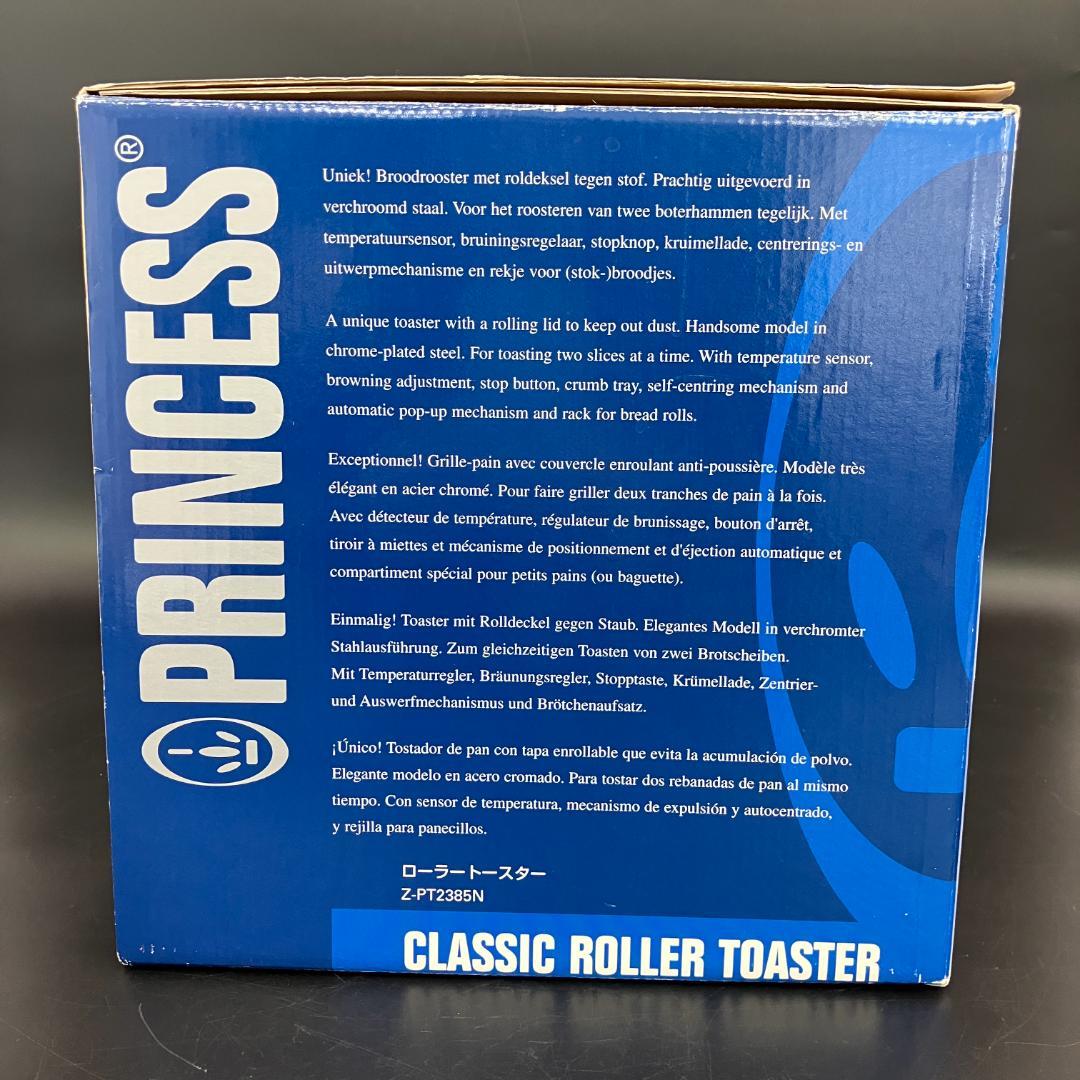 PRINCESS®
Uniek! Broodrooster met roldeksel tegen stof. Prachtig uitgevoerd in
verchroomd staal. Voor het roosteren van twee boterhammen tegelijk. Met
temperatuursensor, bruiningsregelaar, stopknop, kruimellade, centrerings- en
uitwerpmechanisme en rekje voor (stok-)broodjes.
A unique toaster with a rolling lid to keep out dust. Handsome model in
chrome-plated steel. For toasting two slices at a time. With temperature sensor,
browning adjustment, stop button, crumb tray, self-centring mechanism and
automatic pop-up mechanism and rack for bread rolls.
Exceptionnel! Grille-pain avec couvercle enroulant anti-poussière. Modèle très
élégant en acier chromé. Pour faire griller deux tranches de pain à la fois.
Avec détecteur de température, régulateur de brunissage, bouton d'arrêt,
tiroir à miettes et mécanisme de positionnement et d'éjection automatique et
compartiment spécial pour petits pains (ou baguette).
Einmalig! Toaster mit Rolldeckel gegen Staub. Elegantes Modell in verchromter
Stahlausführung. Zum gleichzeitigen Toasten von zwei Brotscheiben.
Mit Temperaturregler, Bräunungsregler, Stopptaste, Krümellade, Zentrier-
und Auswerfmechanismus und Brötchenaufsatz.
¡Único! Tostador de pan con tapa enrollable que evita la acumulación de polvo.
Elegante modelo en acero cromado. Para tostar dos rebanadas de pan al mismo
tiempo. Con sensor de temperatura, mecanismo de expulsión y autocentrado,
y rejilla para panecillos.
ローラートースター
Z-PT2385N
CLASSIC ROLLER TOASTER